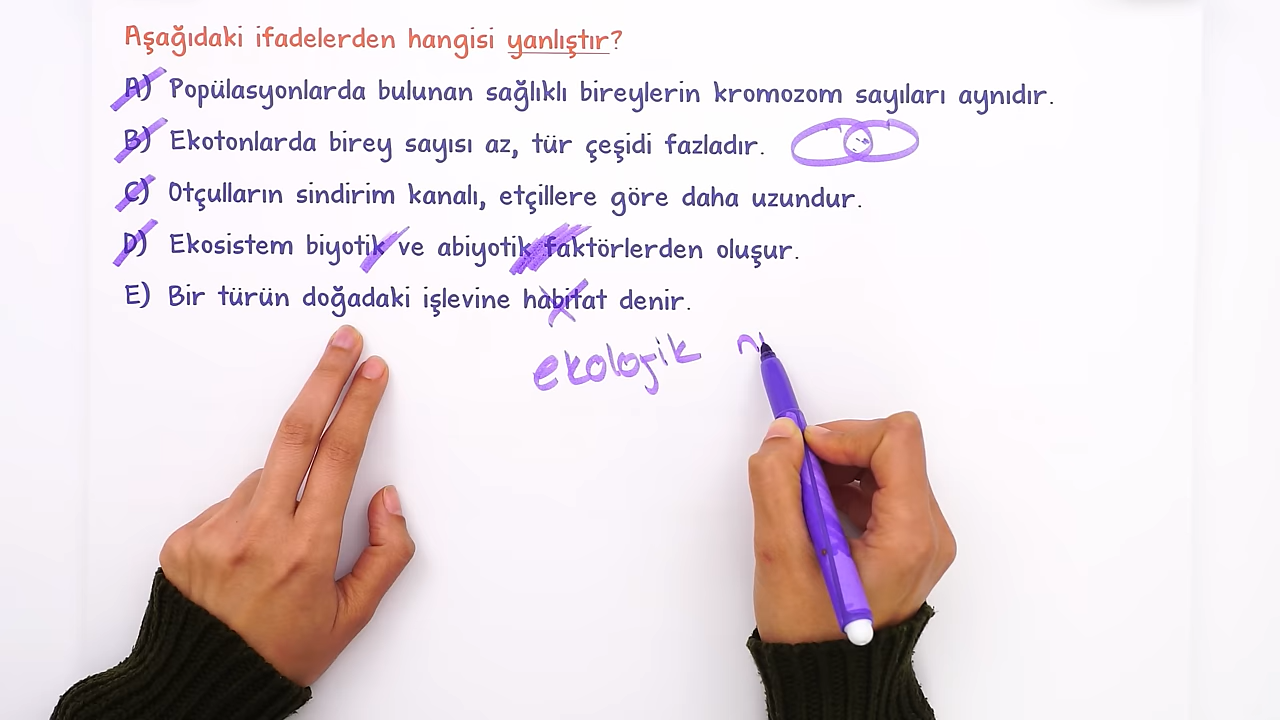 Aşağıdaki ifadelerden hangisi yanlıştır?
A) Popülasyonlarda bulunan sağlıklı bireylerin kromozom sayıları aynıdır.
B) Ekotonlarda birey sayısı az, tür çeşidi fazladır.
C) Otçulların sindirim kanalı, etçillere göre daha uzundur.
D) Ekosistem biyotik ve abiyotik faktörlerden oluşur.
E) Bir türün doğadaki işlevine habitat denir.
ekolojik